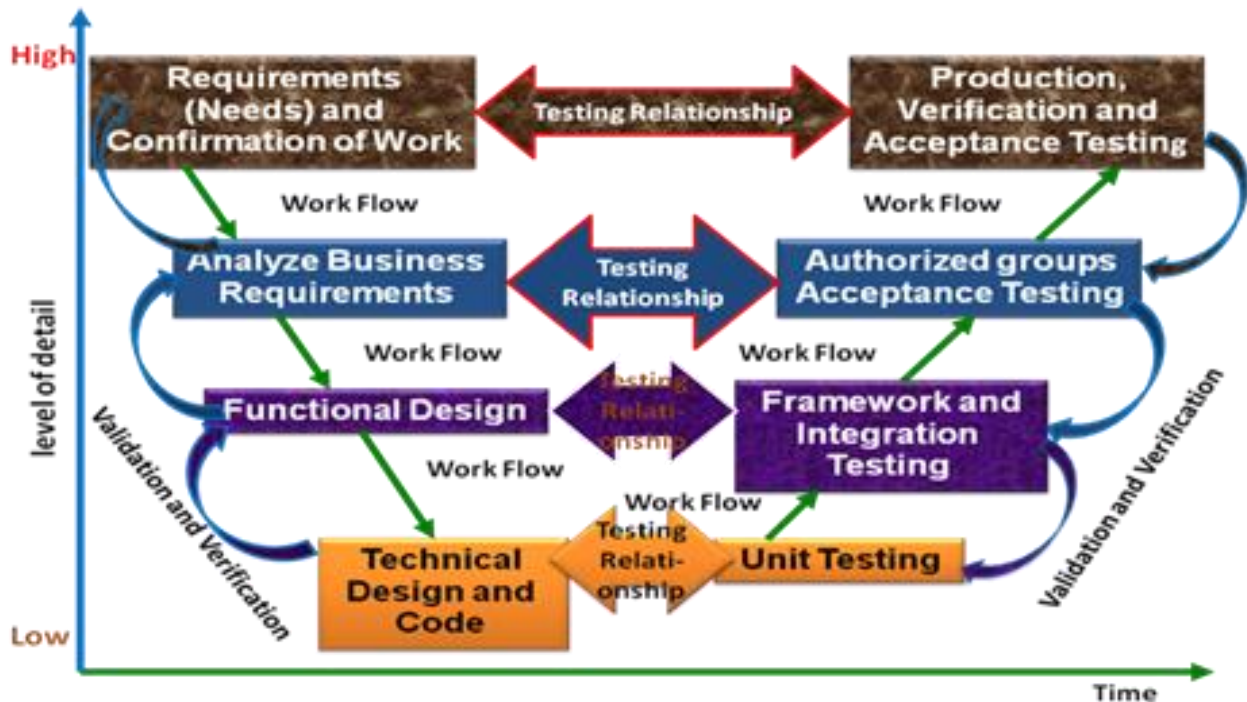 High
Requirements
(Needs) and
Confirmation of Work
Testing Relationship
Production,
Verification and
Acceptance Testing
Work Flow
Work Flow
Analyze Business
Requirements
Testing
Relationship
Authorized groups
Acceptance Testing
Work Flow
Work Flow
level of detail
Functional Design
Testing
Relati-
onship
Framework and
Integration
Testing
Validation and Verification
Validation and Verification
Work Flow
Work Flow
Technical
Design and
Code
Testing
Relati-
onship
Unit Testing
Low
Time